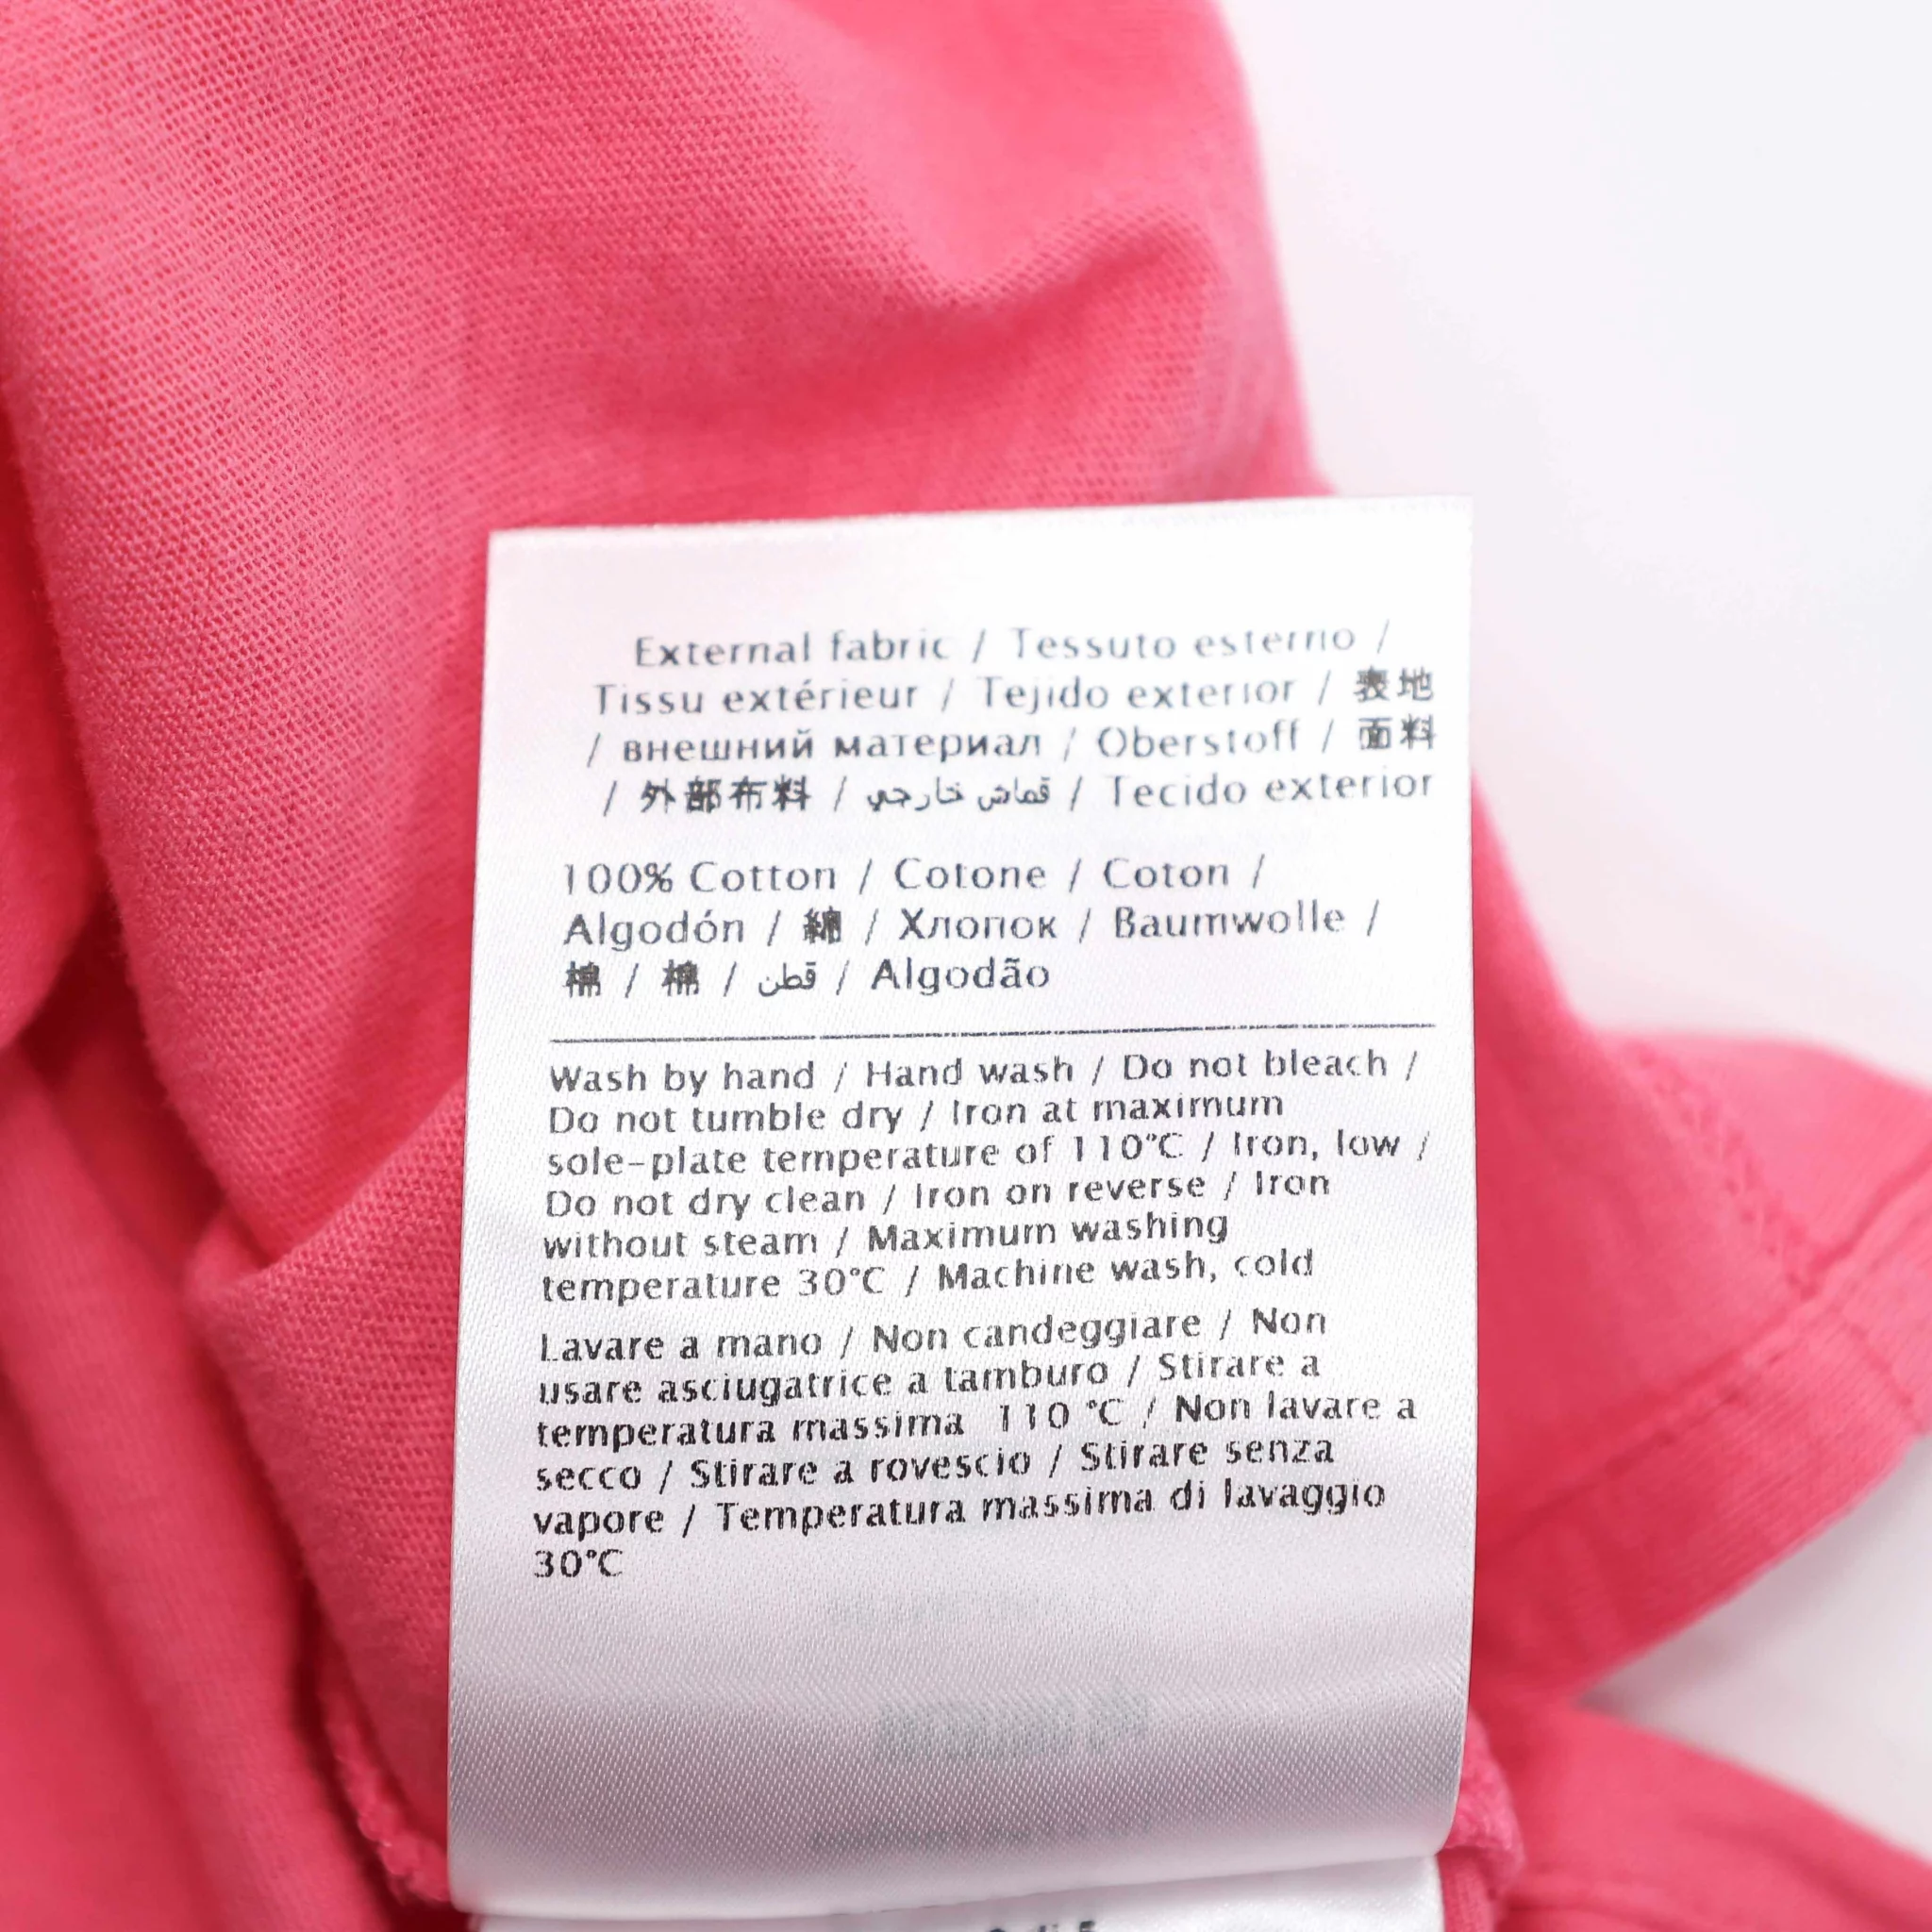 External fabric / Tessuto esterno /
Tissu extérieur / Tejido exterior / 表地
/ внешний материал / Oberstoff / 面料
/ 外部布料 / قماش خارجي / Tecido exterior
100% Cotton / Cotone / Coton /
Algodón / 綿 / Хлопок / Baumwolle /
棉 / 棉 / قطن / Algodão
Wash by hand / Hand wash / Do not bleach /
Do not tumble dry / Iron at maximum
sole-plate temperature of 110°C / Iron, low /
Do not dry clean / Iron on reverse / Iron
without steam / Maximum washing
temperature 30°C / Machine wash, cold
Lavare a mano / Non candeggiare / Non
usare asciugatrice a tamburo / Stirare a
temperatura massima 110 °C / Non lavare a
secco / Stirare a rovescio / Stirare senza
vapore / Temperatura massima di lavaggio
30°C